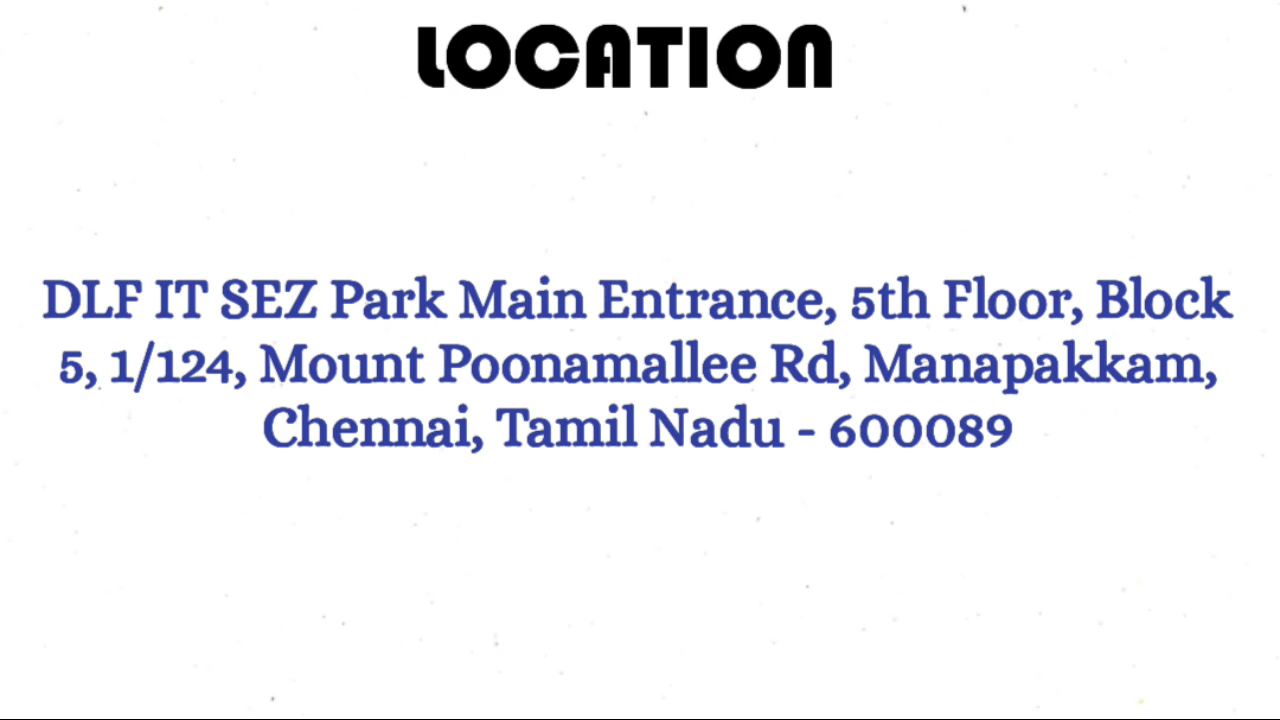 LOCATION
DLF IT SEZ Park Main Entrance, 5th Floor, Block
5, 1/124, Mount Poonamallee Rd, Manapakkam,
Chennai, Tamil Nadu - 600089